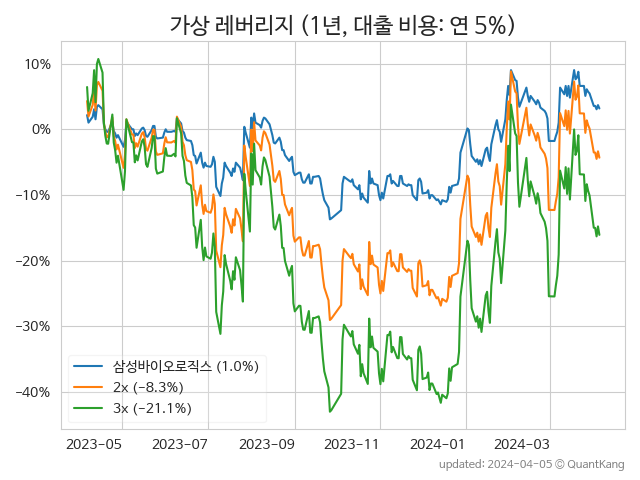 가상 레버리지 (1년, 대출 비용: 연 5%)
10%
0%
−10%
−20%
−30%
−40%
삼성바이오로직스 (1.0%)
2x (−8.3%)
3x (−21.1%)
2023-05 2023-07 2023-09 2023-11 2024-01 2024-03
updated: 2024-04-05 © QuantKang